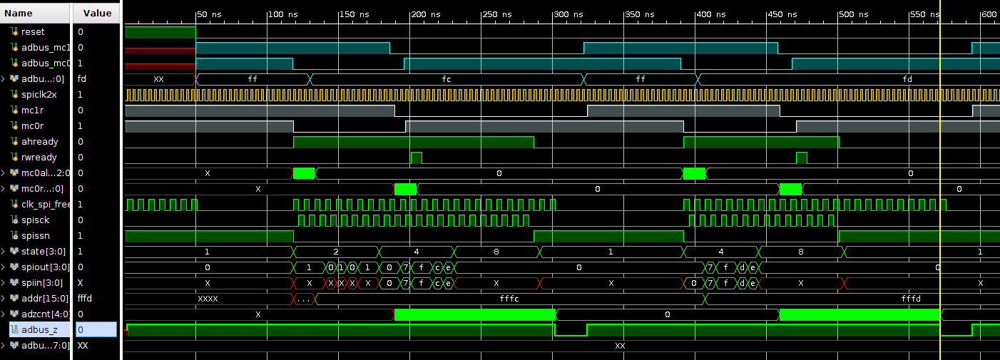 Name Value 50 ns 100 ns 150 ns 200 ns 250 ns 300 ns 350 ns 400 ns 450 ns 500 ns 550 ns 600
reset 0
adbus_mc1 0
adbus_mc0 1
adbu...:0] fd XX ff fc ff fd
spiclk2x 1
mc1r 0
mc0r 1
ahready 0
rwready 0
mc0al...2:0 0 X 0 0
mc0r...:0] 0 X 0 0
clk_spi_free 1
spisck 0
spissn 1
state[3:0] 1 1 2 4 8 1 4 8 1
spiout[3:0] 0 0 1 0 1 0 1 0 7 f c e 0 7 f d e 0
spiin[3:0] X X X X X X X 0 7 f c e X X 0 7 f d e X X
addr[15:0] fffd XXXX ... fffc fffd
adzcnt[4:0 0 X 0
adbus_z 0
adbu...7:0] XX XX